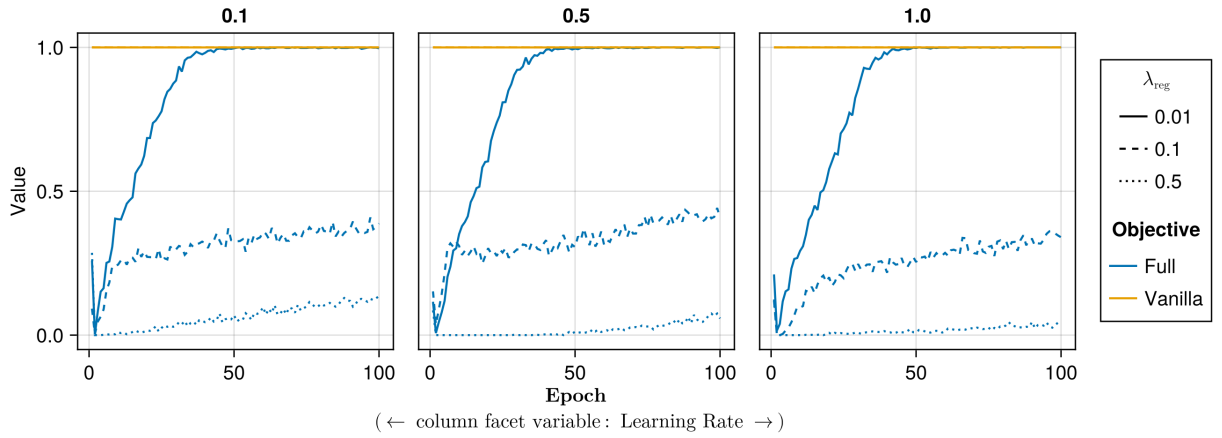 0.1 0.5 1.0
Value
1.0
0.5
0.0
0 50 100 0 50 100 0 50 100
Epoch
( ← column facet variable : Learning Rate → )
λreg
0.01
0.1
0.5
Objective
Full
Vanilla